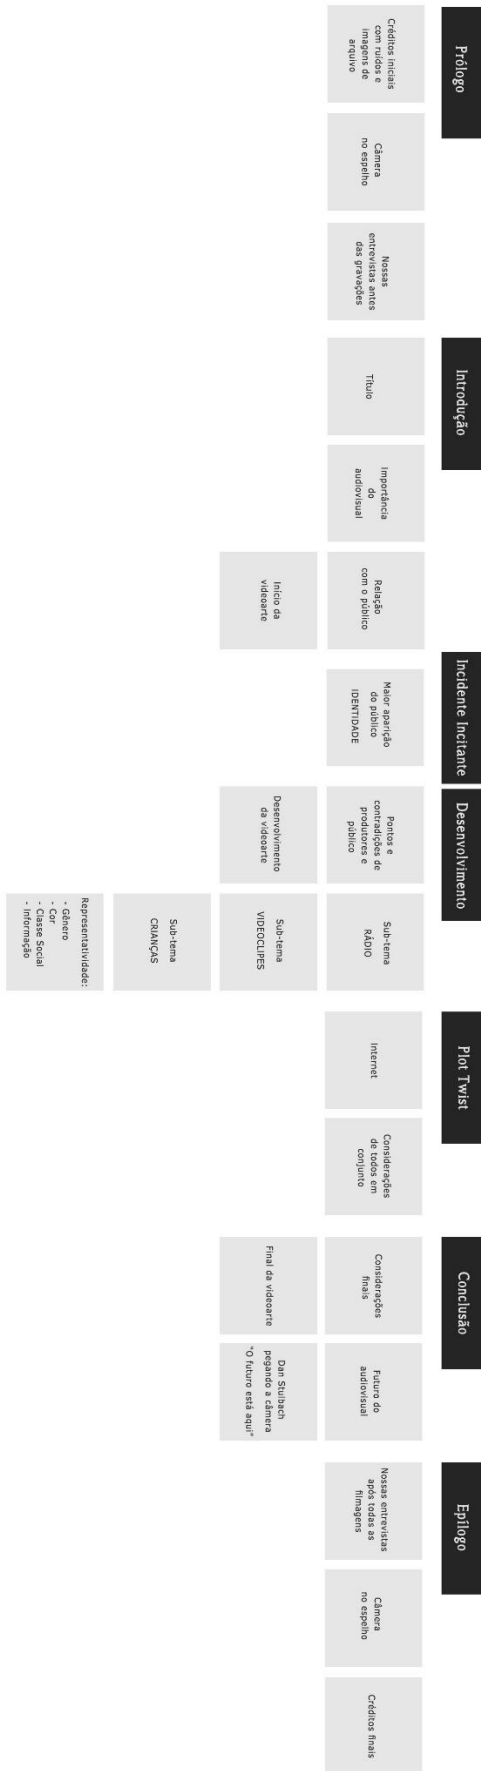 Prólogo
Créditos iniciais
com ruídos e
imagens de
arquivo
Câmera
no espelho
Nossas
entrevistas antes
das gravações
Introdução
Título
Importância
do
audiovisual
Relação
com o público
Início da
videoarte
Incidente Incitante
Maior aparição
do público
IDENTIDADE
Desenvolvimento
Pontos e
contradições de
produtores e
público
Desenvolvimento
da videoarte
Sub-tema
RÁDIO
Sub-tema
VIDEOCLIPES
Sub-tema
CRIANÇAS
Representatividade:
- Gênero
- Cor
- Classe Social
- Informação
Plot Twist
Internet
Considerações
de todos em
conjunto
Conclusão
Considerações
finais
Final da videoarte
Futuro do
audiovisual
Dan Stulbach
pegando a câmera
"O futuro está aqui"
Epílogo
Nossas entrevistas
após todas as
filmagens
Câmera
no espelho
Créditos finais